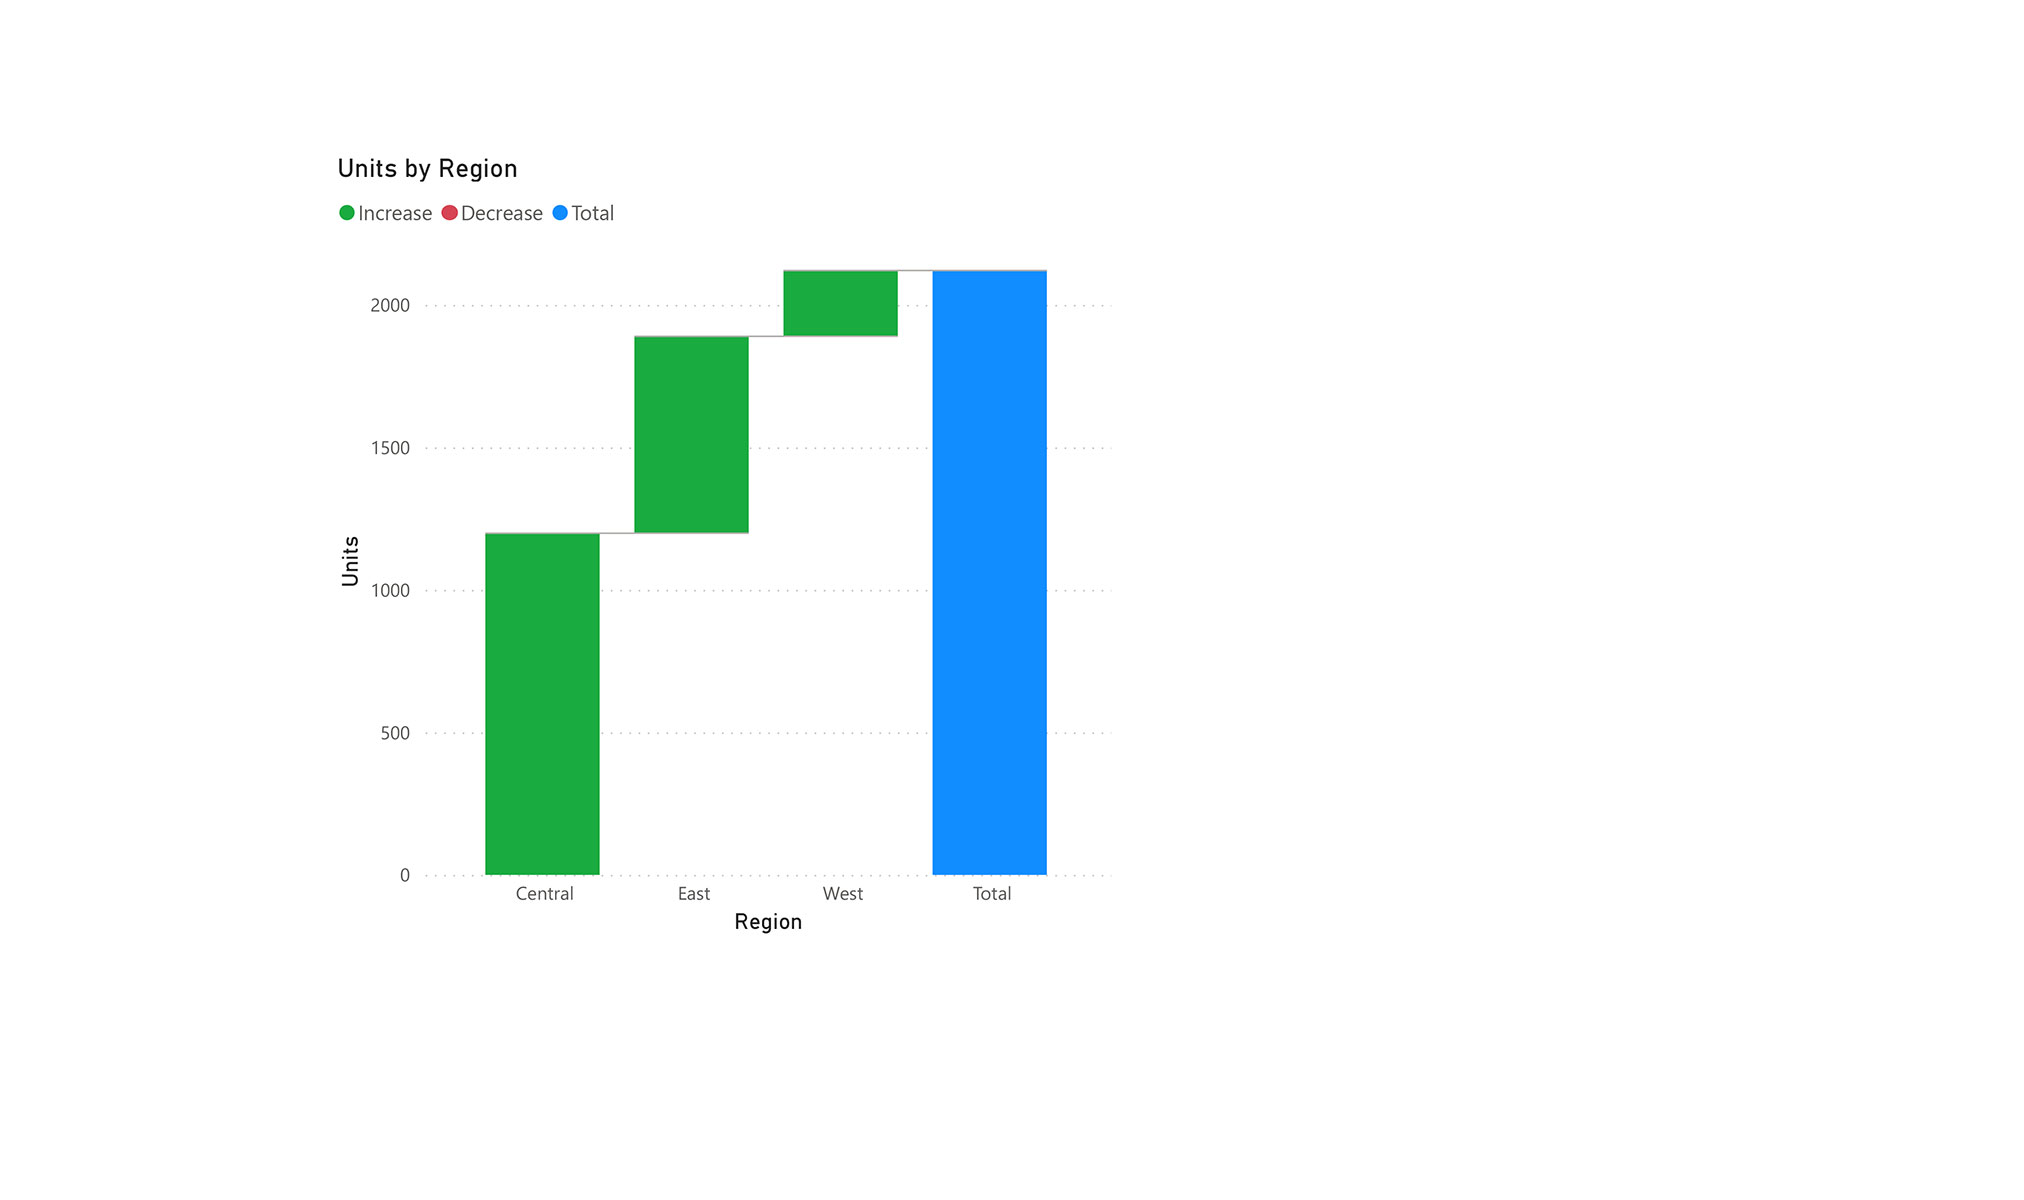 Units by Region
Increase Decrease Total
2000
1500
1000
500
0
Units
Central East West Total
Region